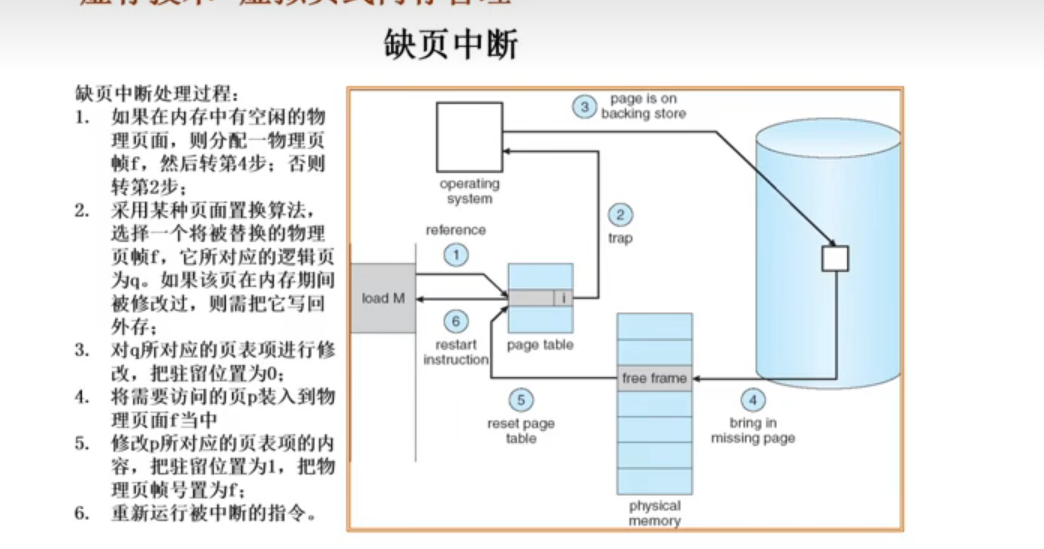 缺页中断
缺页中断处理过程：
1. 如果在内存中有空闲的物
理页面，则分配一物理页
帧f，然后转第4步；否则
转第2步；
2. 采用某种页面置换算法，
选择一个将被替换的物理
页帧f，它所对应的逻辑页
为q。如果该页在内存期间
被修改过，则需把它写回
外存；
3. 对q所对应的页表项进行修
改，把驻留位置为0；
4. 将需要访问的页p装入到物
理页面f当中
5. 修改p所对应的页表项的内
容，把驻留位置为1，把物
理页帧号置为f；
6. 重新运行被中断的指令。
3 page is on
backing store
operating
system
reference
1
2
trap
load M
i
6
restart
instruction
page table
free frame
5
reset page
table
4
bring in
missing page
physical
memory